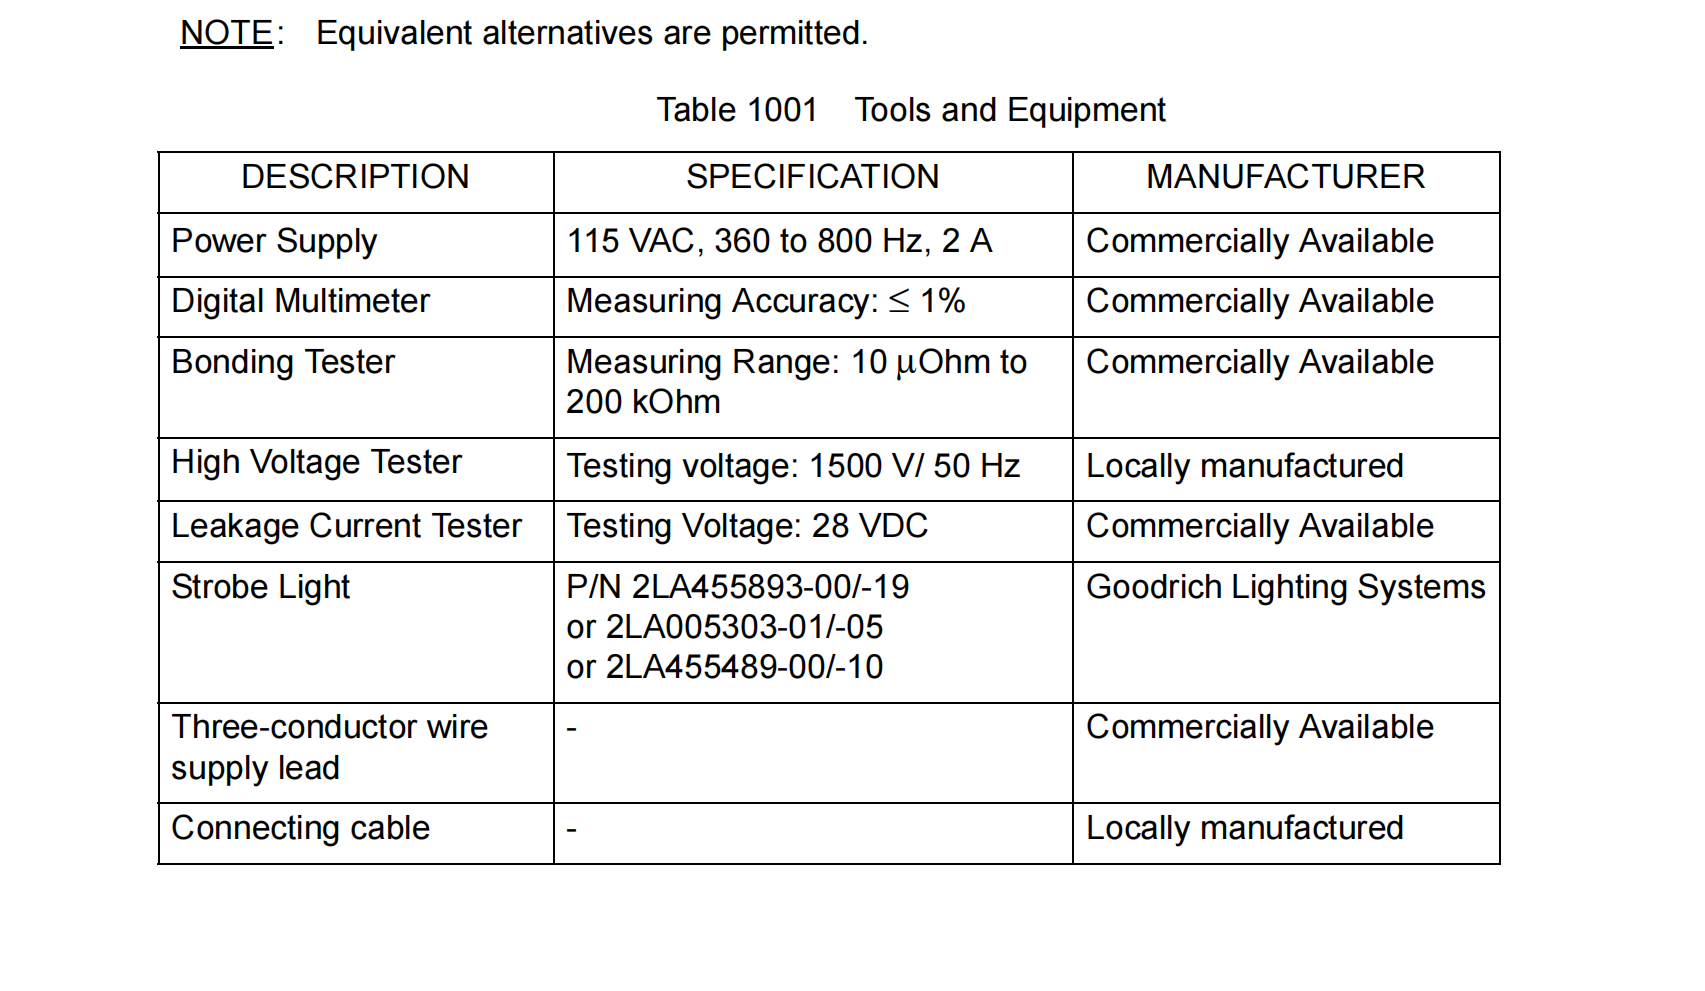 NOTE: Equivalent alternatives are permitted.
Table 1001 Tools and Equipment
DESCRIPTION SPECIFICATION MANUFACTURER
Power Supply 115 VAC, 360 to 800 Hz, 2 A Commercially Available
Digital Multimeter Measuring Accuracy: ≤ 1% Commercially Available
Bonding Tester Measuring Range: 10 µOhm to Commercially Available
200 kOhm
High Voltage Tester Testing voltage: 1500 V/ 50 Hz Locally manufactured
Leakage Current Tester Testing Voltage: 28 VDC Commercially Available
Strobe Light P/N 2LA455893-00/-19 Goodrich Lighting Systems
or 2LA005303-01/-05
or 2LA455489-00/-10
Three-conductor wire - Commercially Available
supply lead
Connecting cable - Locally manufactured